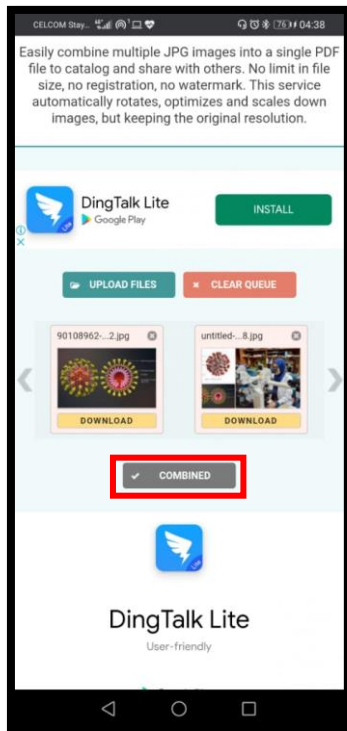 CELCOM Stay... 76 04:38
Easily combine multiple JPG images into a single PDF
file to catalog and share with others. No limit in file
size, no registration, no watermark. This service
automatically rotates, optimizes and scales down
images, but keeping the original resolution.
DingTalk Lite
Google Play
INSTALL
Lite
UPLOAD FILES
CLEAR QUEUE
90108962-...2.jpg
untitled-...8.jpg
DOWNLOAD
DOWNLOAD
COMBINED
Lite
DingTalk Lite
User-friendly